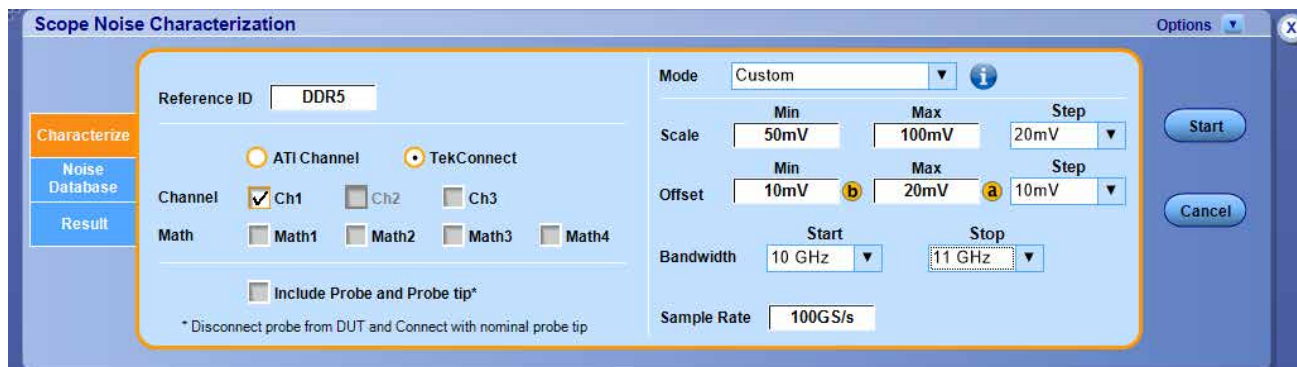 Scope Noise Characterization
Options
X
Characterize
Noise
Database
Result
Reference ID DDR5
ATI Channel TekConnect
Channel Ch1 Ch2 Ch3
Math Math1 Math2 Math3 Math4
Include Probe and Probe tip*
* Disconnect probe from DUT and Connect with nominal probe tip
Mode Custom i
Min Max Step
Scale 50mV 100mV 20mV
Min Max Step
Offset 10mV b 20mV a 10mV
Start Stop
Bandwidth 10 GHz 11 GHz
Sample Rate 100GS/s
Start
Cancel